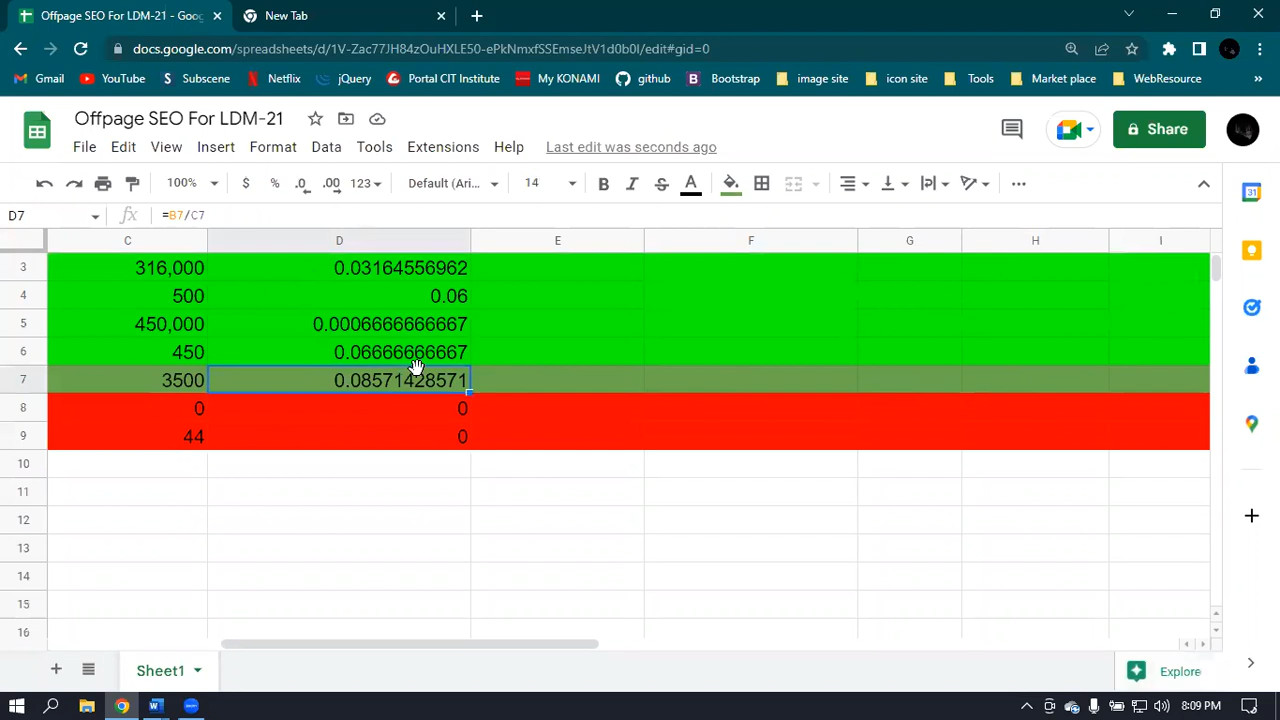 Offpage SEO For LDM-21 - Goog
New Tab
docs.google.com/spreadsheets/d/1V-Zac77JH84zOuHXLE50-ePkNmxfSSEmseJtV1d0b0I/edit#gid=0
Gmail YouTube Subscene Netflix jQuery Portal CIT Institute My KONAMI github Bootstrap image site icon site Tools Market place WebResource »
Offpage SEO For LDM-21
Share
File Edit View Insert Format Data Tools Extensions Help Last edit was seconds ago
100% $ % .0 .00 123 Default (Ari... 14 B I S A
D7 fx =B7/C7
C D E F G H I
3 316,000 0.03164556962
4 500 0.06
5 450,000 0.0006666666667
6 450 0.06666666667
7 3500 0.08571428571
8 0 0
9 44 0
10
11
12
13
14
15
16
Sheet1
Explore
8:09 PM